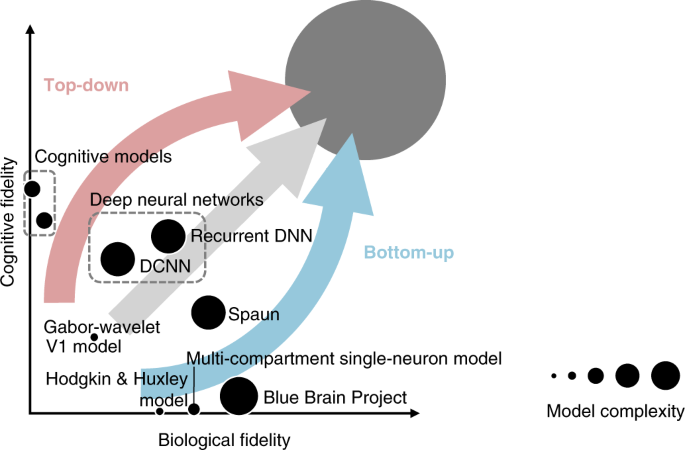 Top-down
Cognitive models
Deep neural networks
Recurrent DNN
DCNN
Bottom-up
Cognitive fidelity
Spaun
Gabor-wavelet
V1 model
Multi-compartment single-neuron model
Hodgkin & Huxley
model
Blue Brain Project
Model complexity
Biological fidelity